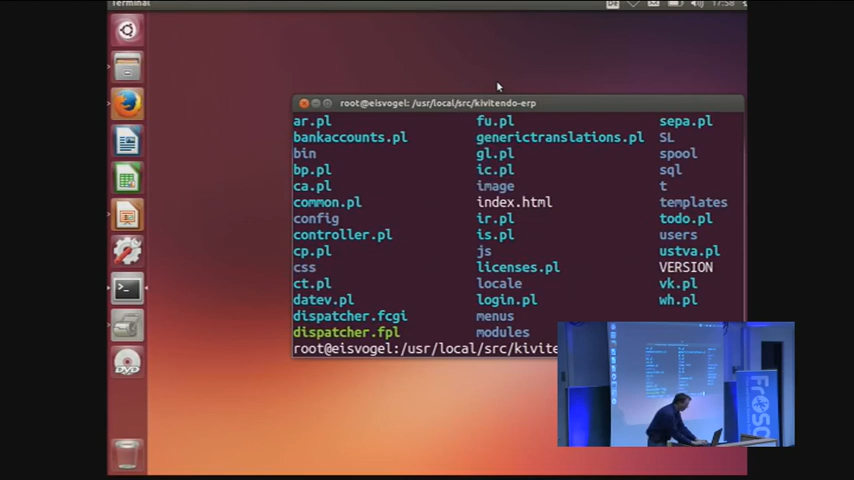 Terminal
De
17:58
root@eisvogel: /usr/local/src/kivitendo-erp
ar.pl fu.pl sepa.pl
bankaccounts.pl generictranslations.pl SL
bin gl.pl spool
bp.pl ic.pl sql
ca.pl image t
common.pl index.html templates
config ir.pl todo.pl
controller.pl is.pl users
cp.pl js ustva.pl
css licenses.pl VERSION
ct.pl locale vk.pl
datev.pl login.pl wh.pl
dispatcher.fcgi menus
dispatcher.fpl modules
root@eisvogel:/usr/local/src/kivite
DVD
FrOSC